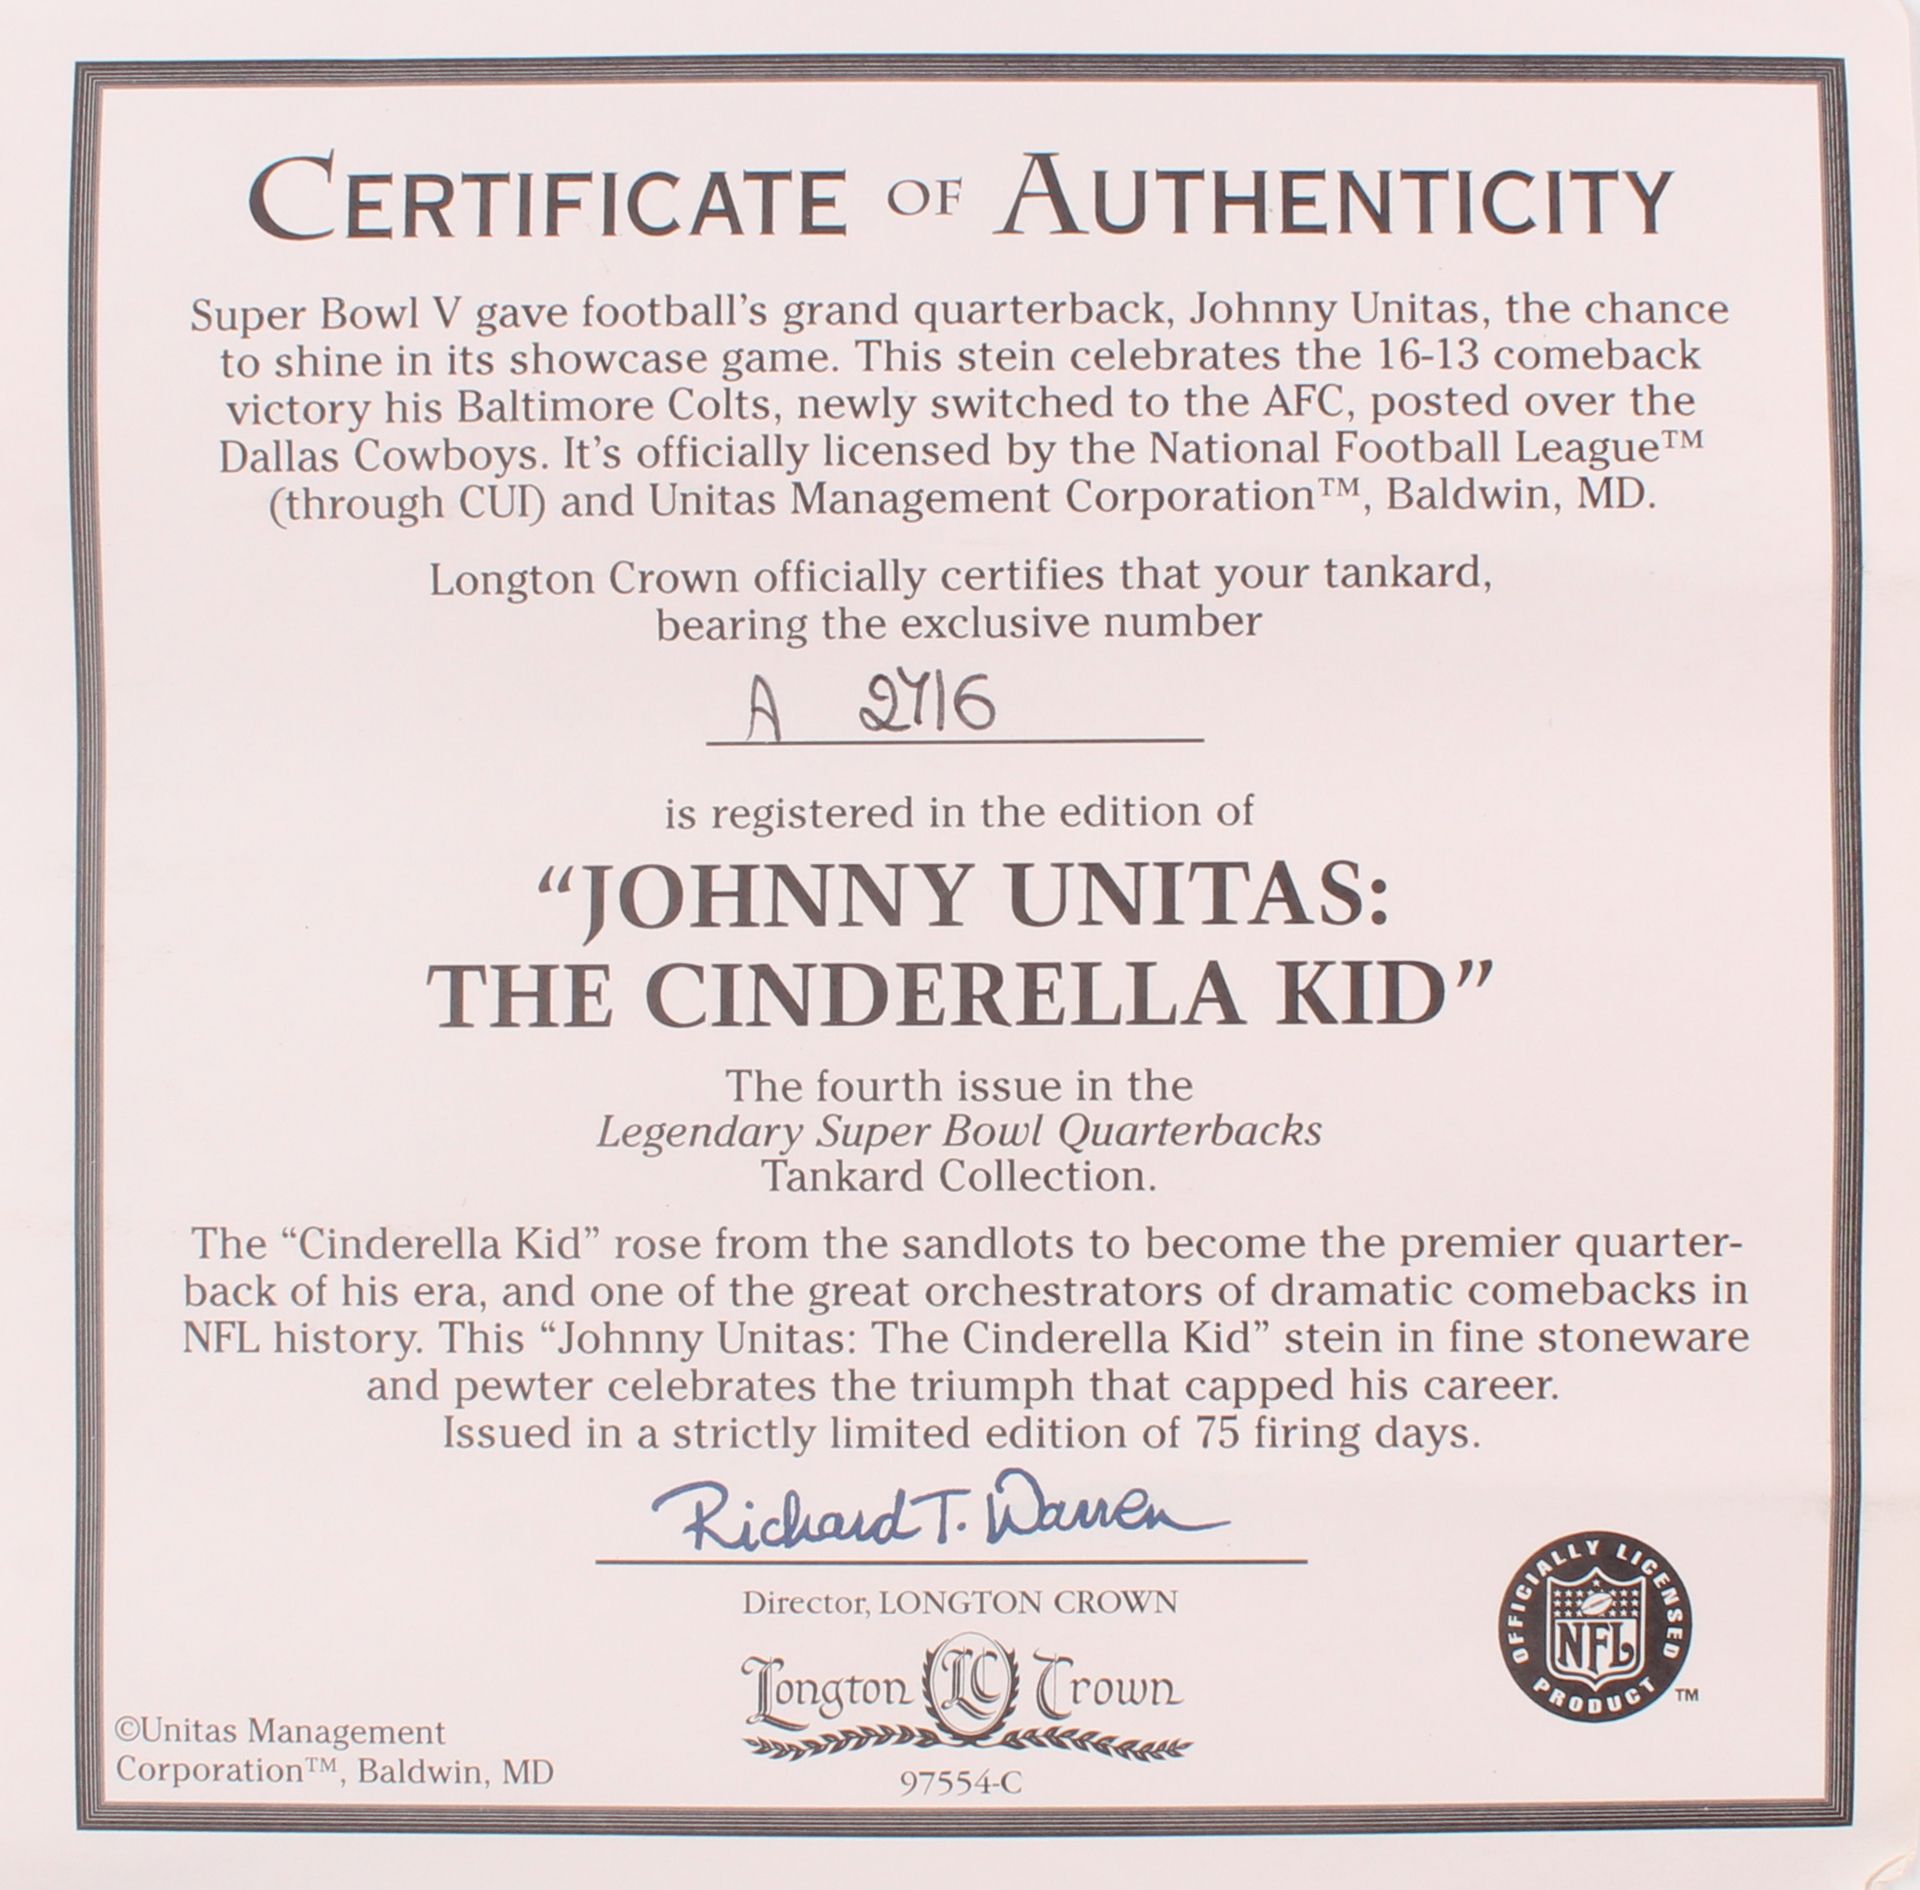 CERTIFICATE OF AUTHENTICITY
Super Bowl V gave football's grand quarterback, Johnny Unitas, the chance
to shine in its showcase game. This stein celebrates the 16-13 comeback
victory his Baltimore Colts, newly switched to the AFC, posted over the
Dallas Cowboys. It's officially licensed by the National Football League™
(through CUI) and Unitas Management Corporation™, Baldwin, MD.
Longton Crown officially certifies that your tankard,
bearing the exclusive number
A 2716
is registered in the edition of
“JOHNNY UNITAS:
THE CINDERELLA KID”
The fourth issue in the
Legendary Super Bowl Quarterbacks
Tankard Collection.
The “Cinderella Kid” rose from the sandlots to become the premier quarter-
back of his era, and one of the great orchestrators of dramatic comebacks in
NFL history. This “Johnny Unitas: The Cinderella Kid” stein in fine stoneware
and pewter celebrates the triumph that capped his career.
Issued in a strictly limited edition of 75 firing days.
Richard T. Warren
Director, LONGTON CROWN
Longton LC Crown
97554-C
©Unitas Management
Corporation™, Baldwin, MD
OFFICIALLY LICENSED
NFL
PRODUCT ™